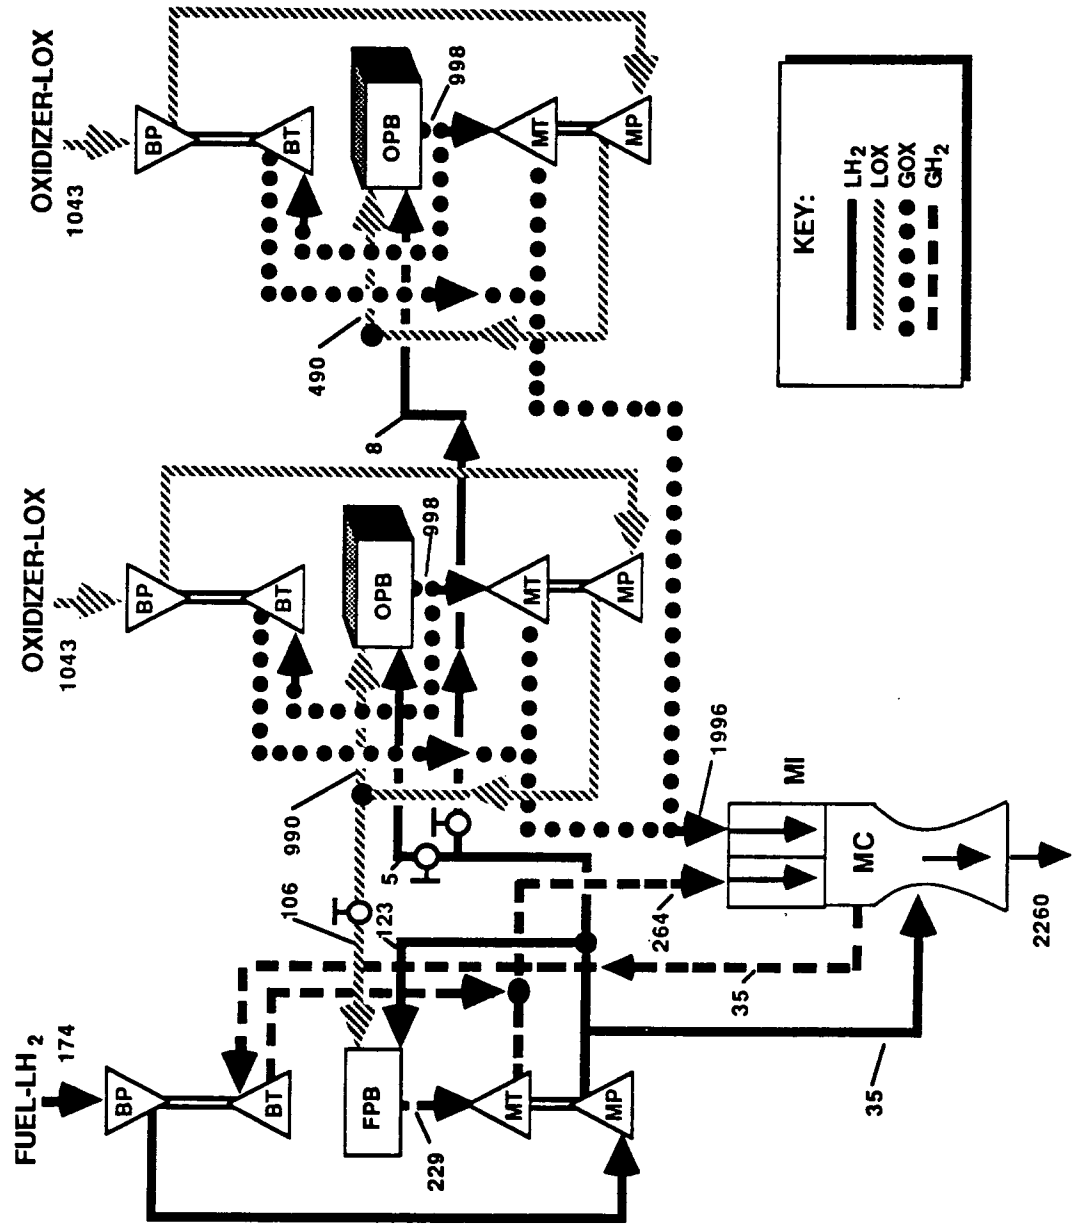 OXIDIZER-LOX
1043
BP
BT
OPB
998
MT
MP
490
8
KEY:
LH2
LOX
GOX
GH2
OXIDIZER-LOX
1043
BP
BT
OPB
998
MT
MP
990
5
106
123
FUEL-LH2
174
BP
BT
FPB
229
MT
MP
264
1996
MI
MC
35
35
2260